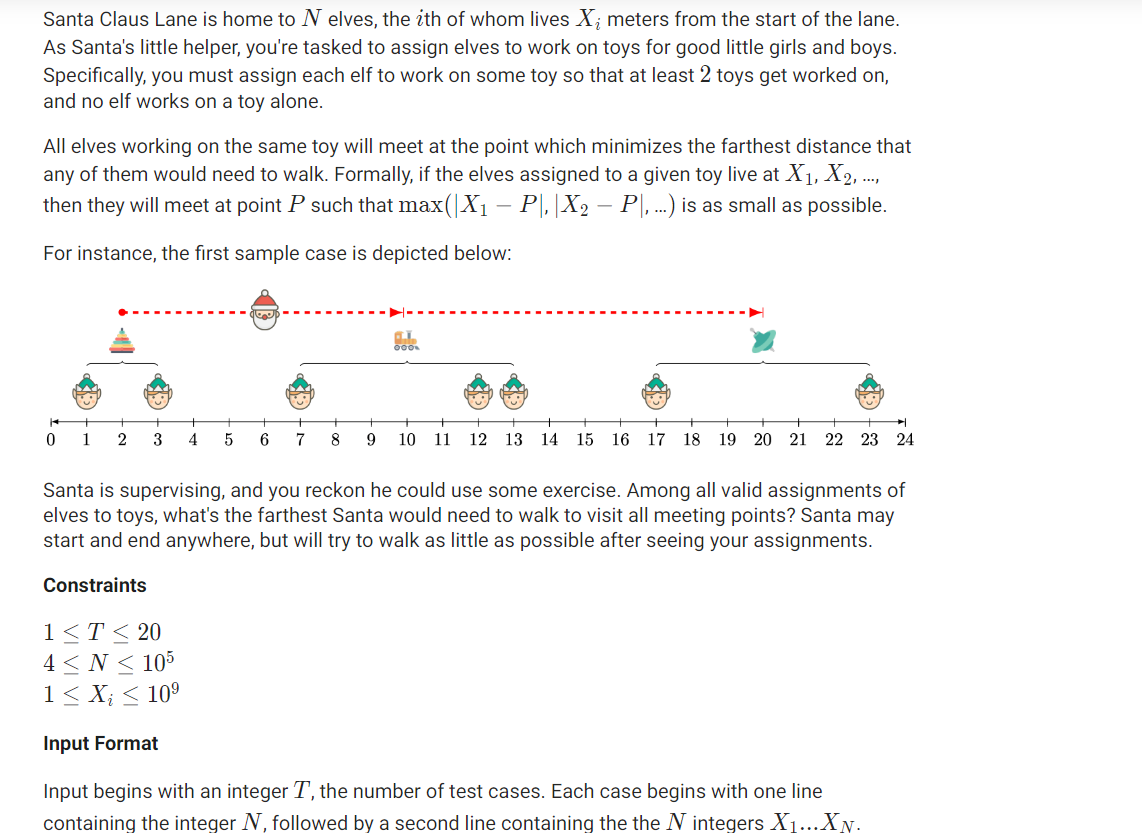 Santa Claus Lane is home to N elves, the ith of whom lives X_i meters from the start of the lane.
As Santa's little helper, you're tasked to assign elves to work on toys for good little girls and boys.
Specifically, you must assign each elf to work on some toy so that at least 2 toys get worked on,
and no elf works on a toy alone.
All elves working on the same toy will meet at the point which minimizes the farthest distance that
any of them would need to walk. Formally, if the elves assigned to a given toy live at X_1, X_2, ...,
then they will meet at point P such that max(|X_1 − P|, |X_2 − P|, ...) is as small as possible.
For instance, the first sample case is depicted below:
0 1 2 3 4 5 6 7 8 9 10 11 12 13 14 15 16 17 18 19 20 21 22 23 24
Santa is supervising, and you reckon he could use some exercise. Among all valid assignments of
elves to toys, what's the farthest Santa would need to walk to visit all meeting points? Santa may
start and end anywhere, but will try to walk as little as possible after seeing your assignments.
Constraints
1 ≤ T ≤ 20
4 ≤ N ≤ 10^5
1 ≤ X_i ≤ 10^9
Input Format
Input begins with an integer T, the number of test cases. Each case begins with one line
containing the integer N, followed by a second line containing the the N integers X_1...X_N.